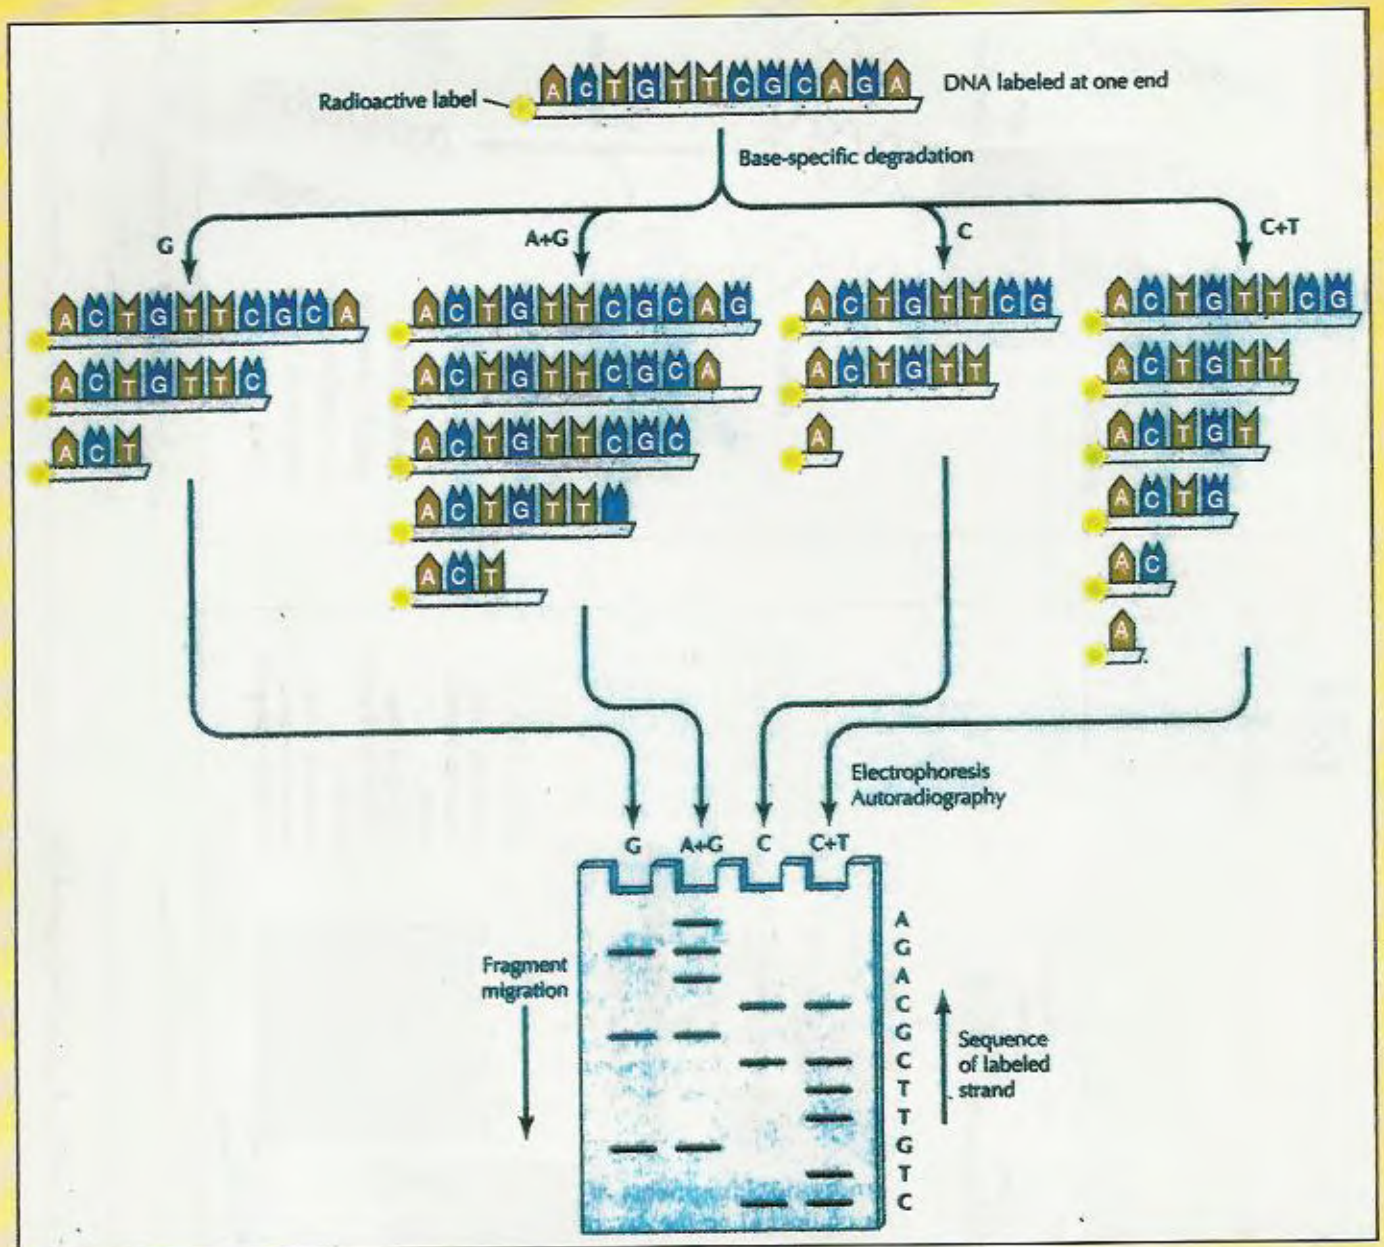 A C T G T T C G C A G A
DNA labeled at one end
Radioactive label
Base-specific degradation
G
A+G
C
C+T
A C T G T T C G C A
A C T G T T C
A C T
A C T G T T C G C A G
A C T G T T C G C A
A C T G T T C G C
A C T G T T
A C T
A C T G T T C G
A C T G T T
A
A C T G T T C G
A C T G T T
A C T G T
A C T G
A C
A
Electrophoresis
Autoradiography
G
A+G
C
C+T
Fragment
migration
A
G
A
C
G
C
T
T
G
T
C
Sequence
of labeled
strand